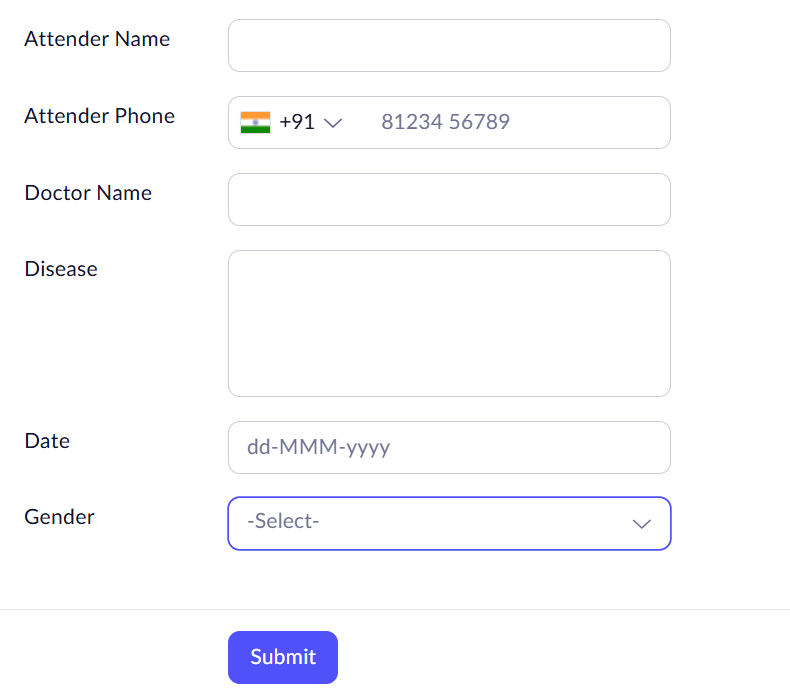 Attender Name
Attender Phone
+91 81234 56789
Doctor Name
Disease
Date
dd-MMM-yyyy
Gender
-Select-
Submit